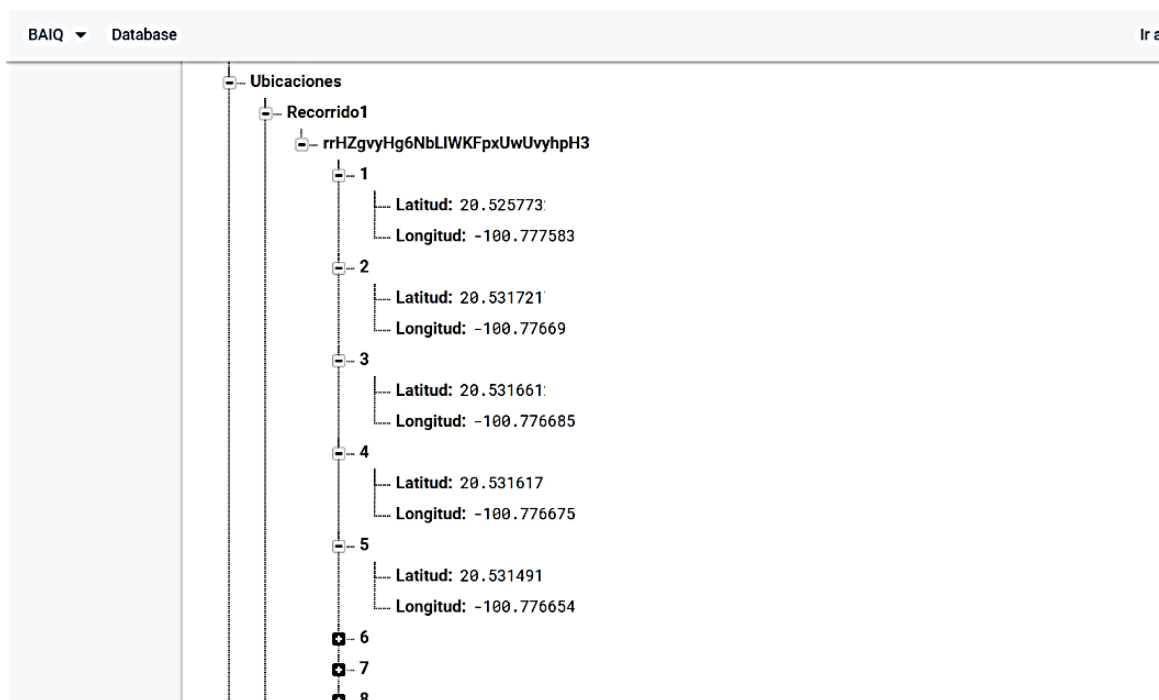 BAIQ Database Ir a
Ubicaciones
Recorrido1
rrHZgvyHg6NbLIWKFpxUwUvyhpH3
1
Latitud: 20.525773
Longitud: -100.777583
2
Latitud: 20.531721
Longitud: -100.77669
3
Latitud: 20.531661
Longitud: -100.776685
4
Latitud: 20.531617
Longitud: -100.776675
5
Latitud: 20.531491
Longitud: -100.776654
6
7
8